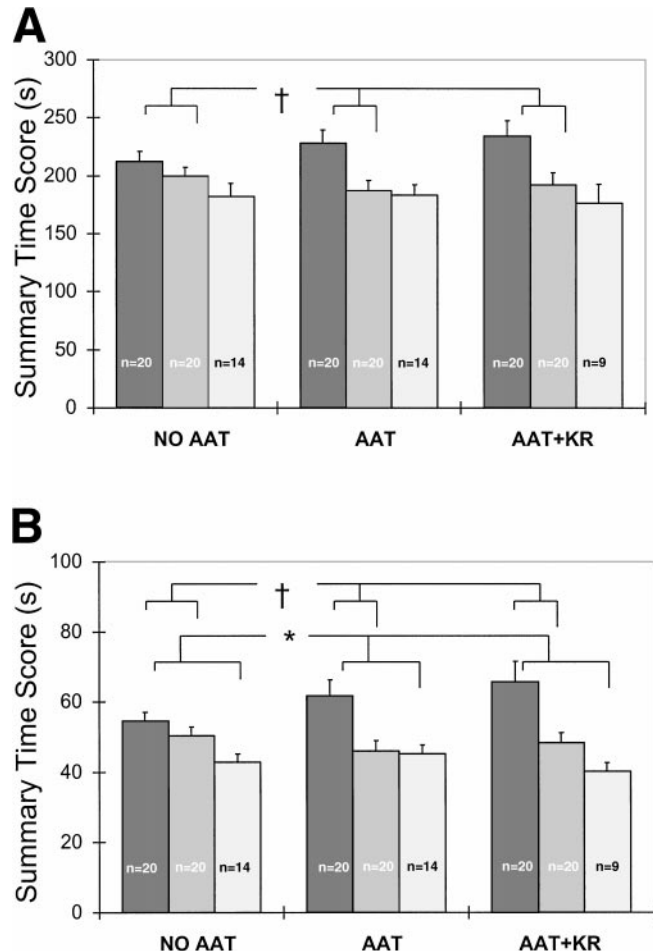 A
Summary Time Score (s)
300
250
200
150
100
50
0
†
n=20 n=20 n=14 n=20 n=20 n=14 n=20 n=20 n=9
NO AAT AAT AAT+KR
B
Summary Time Score (s)
100
80
60
40
20
0
†
*
n=20 n=20 n=14 n=20 n=20 n=14 n=20 n=20 n=9
NO AAT AAT AAT+KR